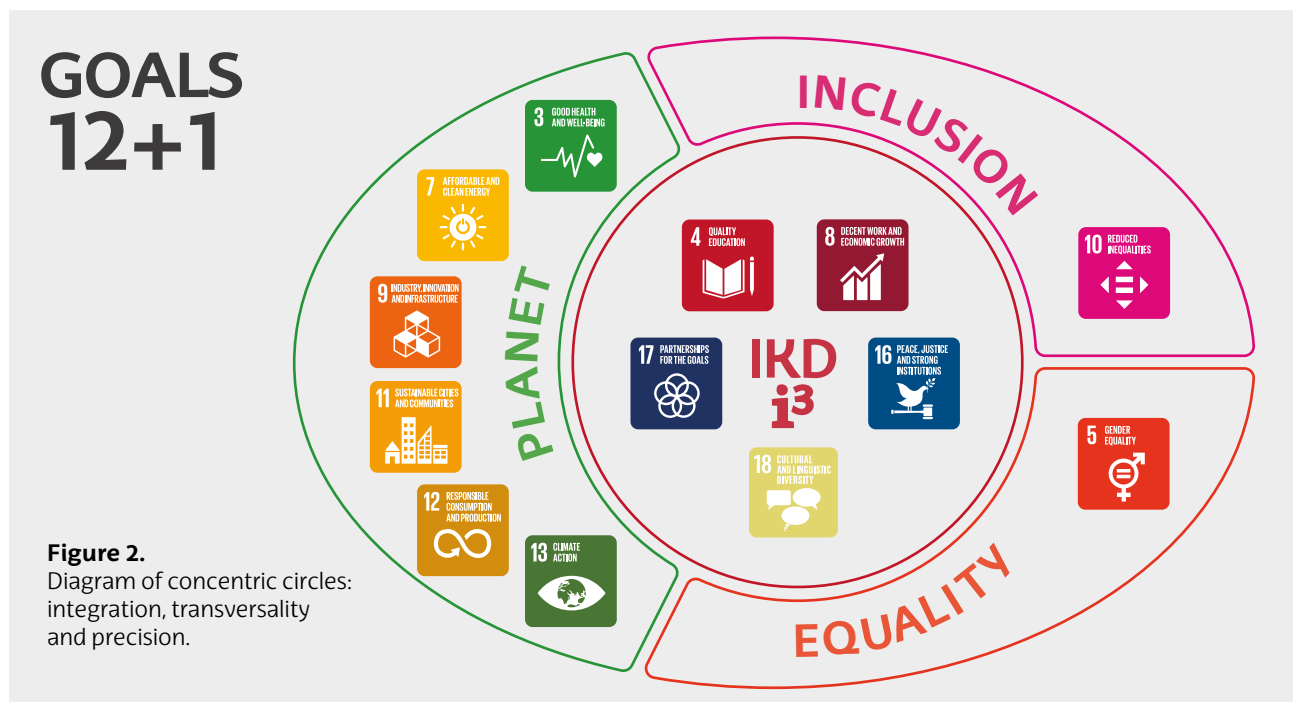 GOALS
12+1
INCLUSION
3 GOOD HEALTH
AND WELL-BEING
7 AFFORDABLE AND
CLEAN ENERGY
9 INDUSTRY, INNOVATION
AND INFRASTRUCTURE
11 SUSTAINABLE CITIES
AND COMMUNITIES
12 RESPONSIBLE
CONSUMPTION
AND PRODUCTION
13 CLIMATE
ACTION
PLANET
4 QUALITY
EDUCATION
8 DECENT WORK AND
ECONOMIC GROWTH
17 PARTNERSHIPS
FOR THE GOALS
IKD
i³
16 PEACE, JUSTICE
AND STRONG
INSTITUTIONS
18 CULTURAL
AND LINGUISTIC
DIVERSITY
10 REDUCED
INEQUALITIES
5 GENDER
EQUALITY
EQUALITY
Figure 2.
Diagram of concentric circles:
integration, transversality
and precision.